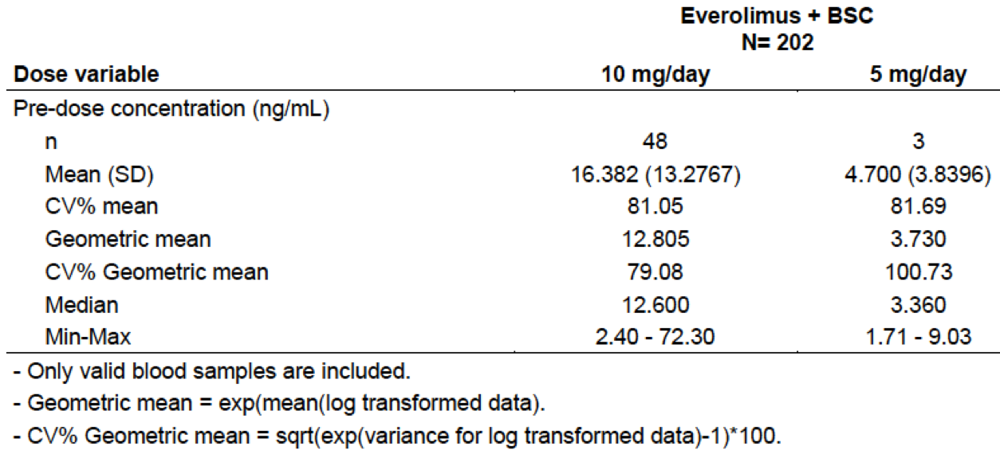 Everolimus + BSC
N= 202
Dose variable 10 mg/day 5 mg/day
Pre-dose concentration (ng/mL)
n 48 3
Mean (SD) 16.382 (13.2767) 4.700 (3.8396)
CV% mean 81.05 81.69
Geometric mean 12.805 3.730
CV% Geometric mean 79.08 100.73
Median 12.600 3.360
Min-Max 2.40 - 72.30 1.71 - 9.03
- Only valid blood samples are included.
- Geometric mean = exp(mean(log transformed data).
- CV% Geometric mean = sqrt(exp(variance for log transformed data)-1)*100.